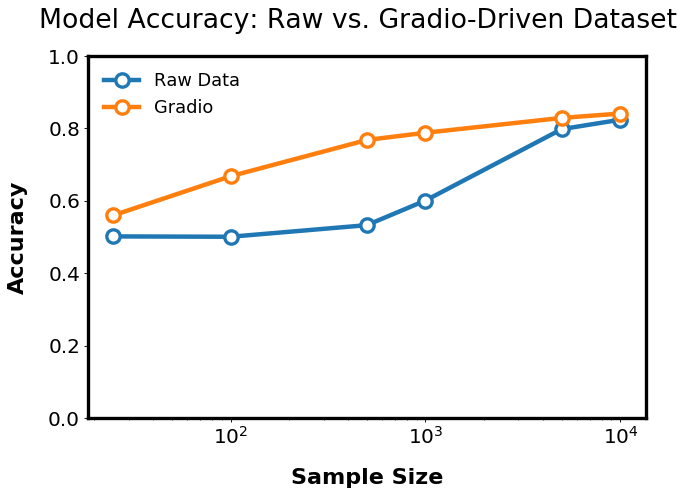 Model Accuracy: Raw vs. Gradio-Driven Dataset
1.0
Raw Data
Gradio
0.8
0.6
Accuracy
0.4
0.2
0.0
10² 10³ 10⁴
Sample Size